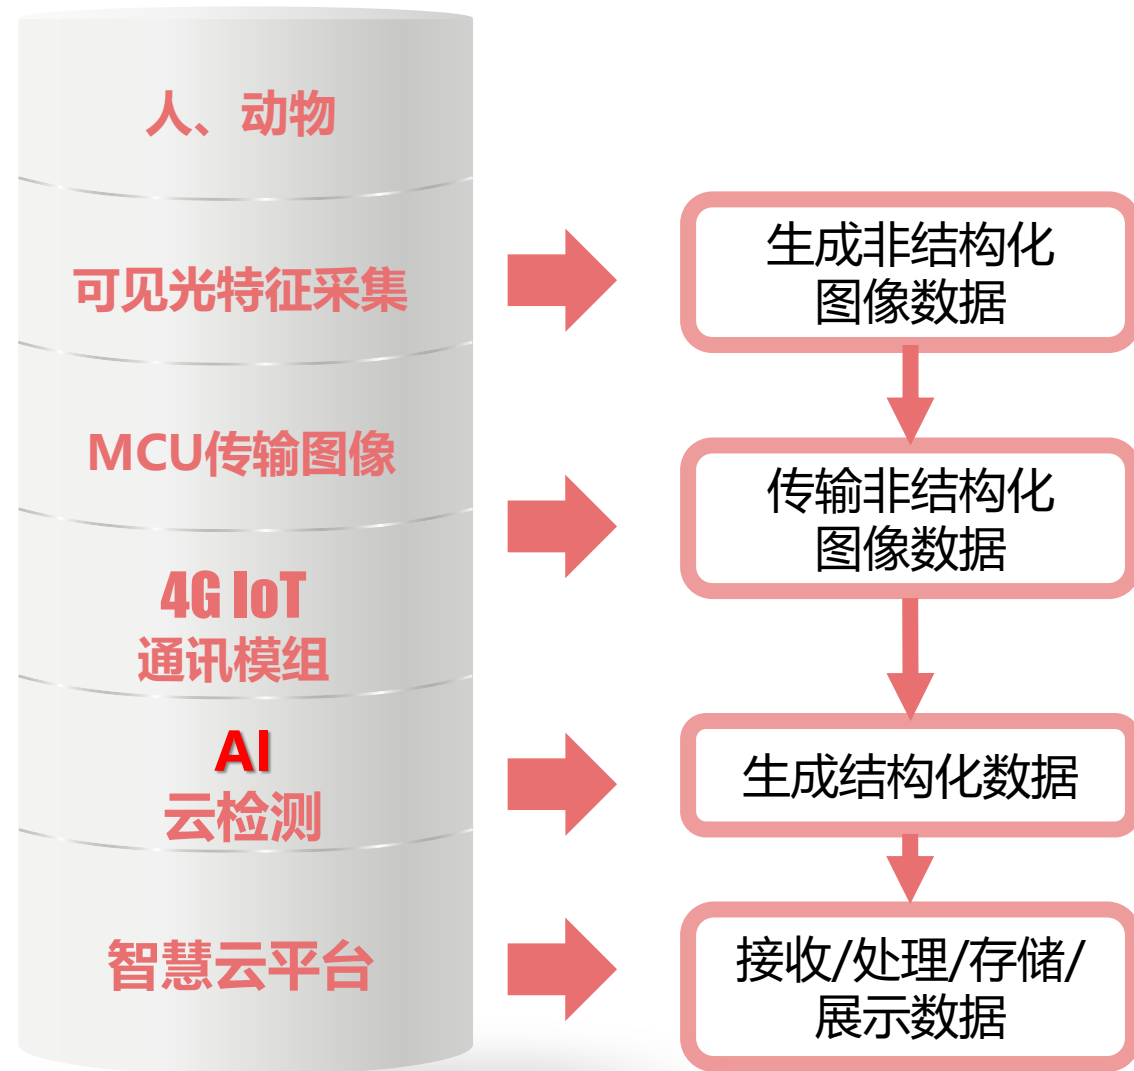 人、动物
可见光特征采集
MCU传输图像
4G IoT
通讯模组
AI
云检测
智慧云平台
生成非结构化
图像数据
传输非结构化
图像数据
生成结构化数据
接收/处理/存储/
展示数据